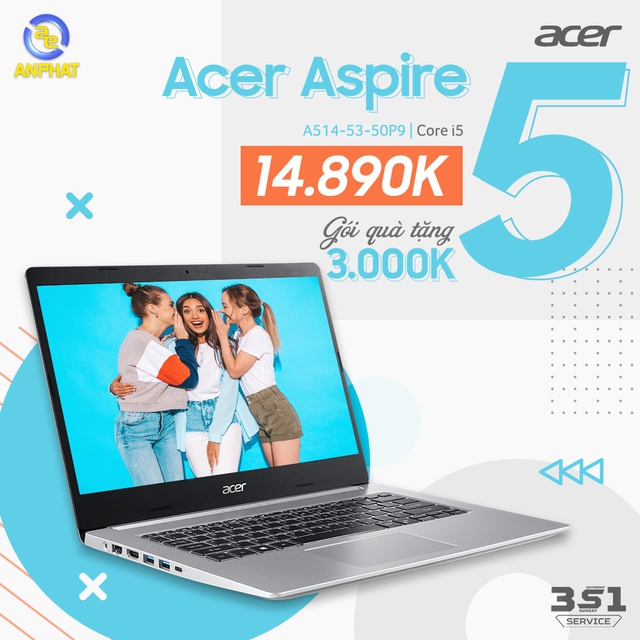 ANPHAT
acer
Acer Aspire 5
A514-53-50P9 | Core i5
14.890K
Gói quà tặng
3.000K
acer
SATURDAY
3S1
SUNDAY
SERVICE